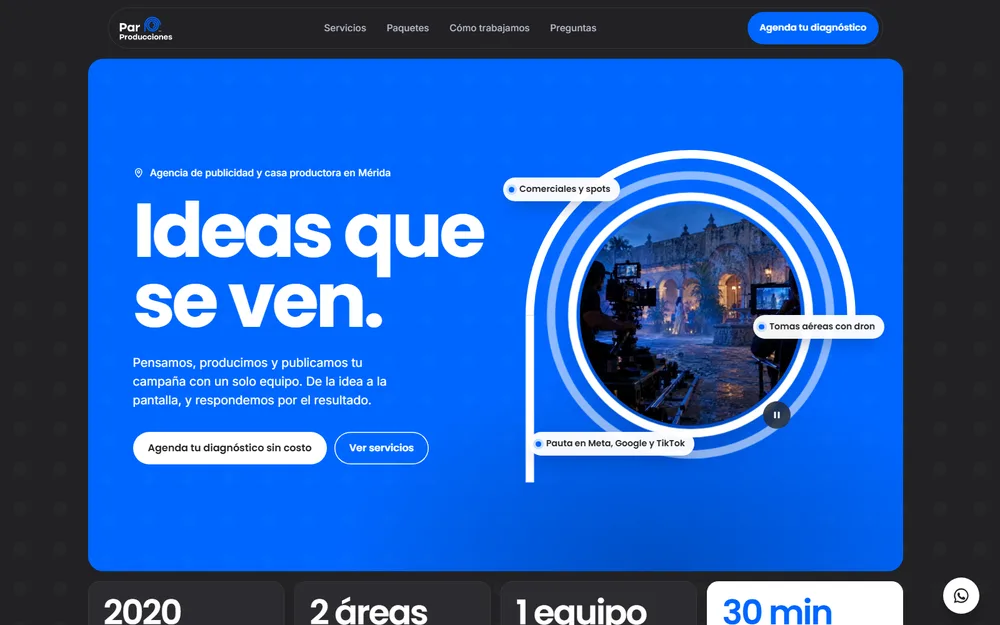 Par
Producciones
Servicios
Paquetes
Cómo trabajamos
Preguntas
Agenda tu diagnóstico
Agencia de publicidad y casa productora en Mérida
Ideas que
se ven.
Pensamos, producimos y publicamos tu
campaña con un solo equipo. De la idea a la
pantalla, y respondemos por el resultado.
Agenda tu diagnóstico sin costo
Ver servicios
Comerciales y spots
Tomas aéreas con dron
Pauta en Meta, Google y TikTok
2020
2 áreas
1 equipo
30 min